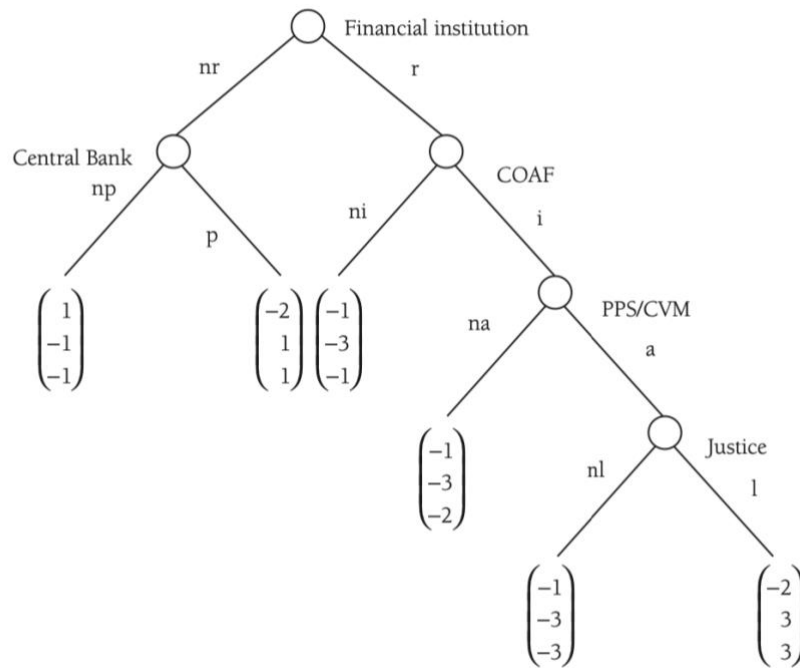 Financial institution
nr
r
Central Bank
COAF
np
ni
i
p
1
-1
-1
-2
1
1
-1
-3
-1
PPS/CVM
na
a
-1
-3
-2
Justice
nl
l
-1
-3
-3
-2
3
3